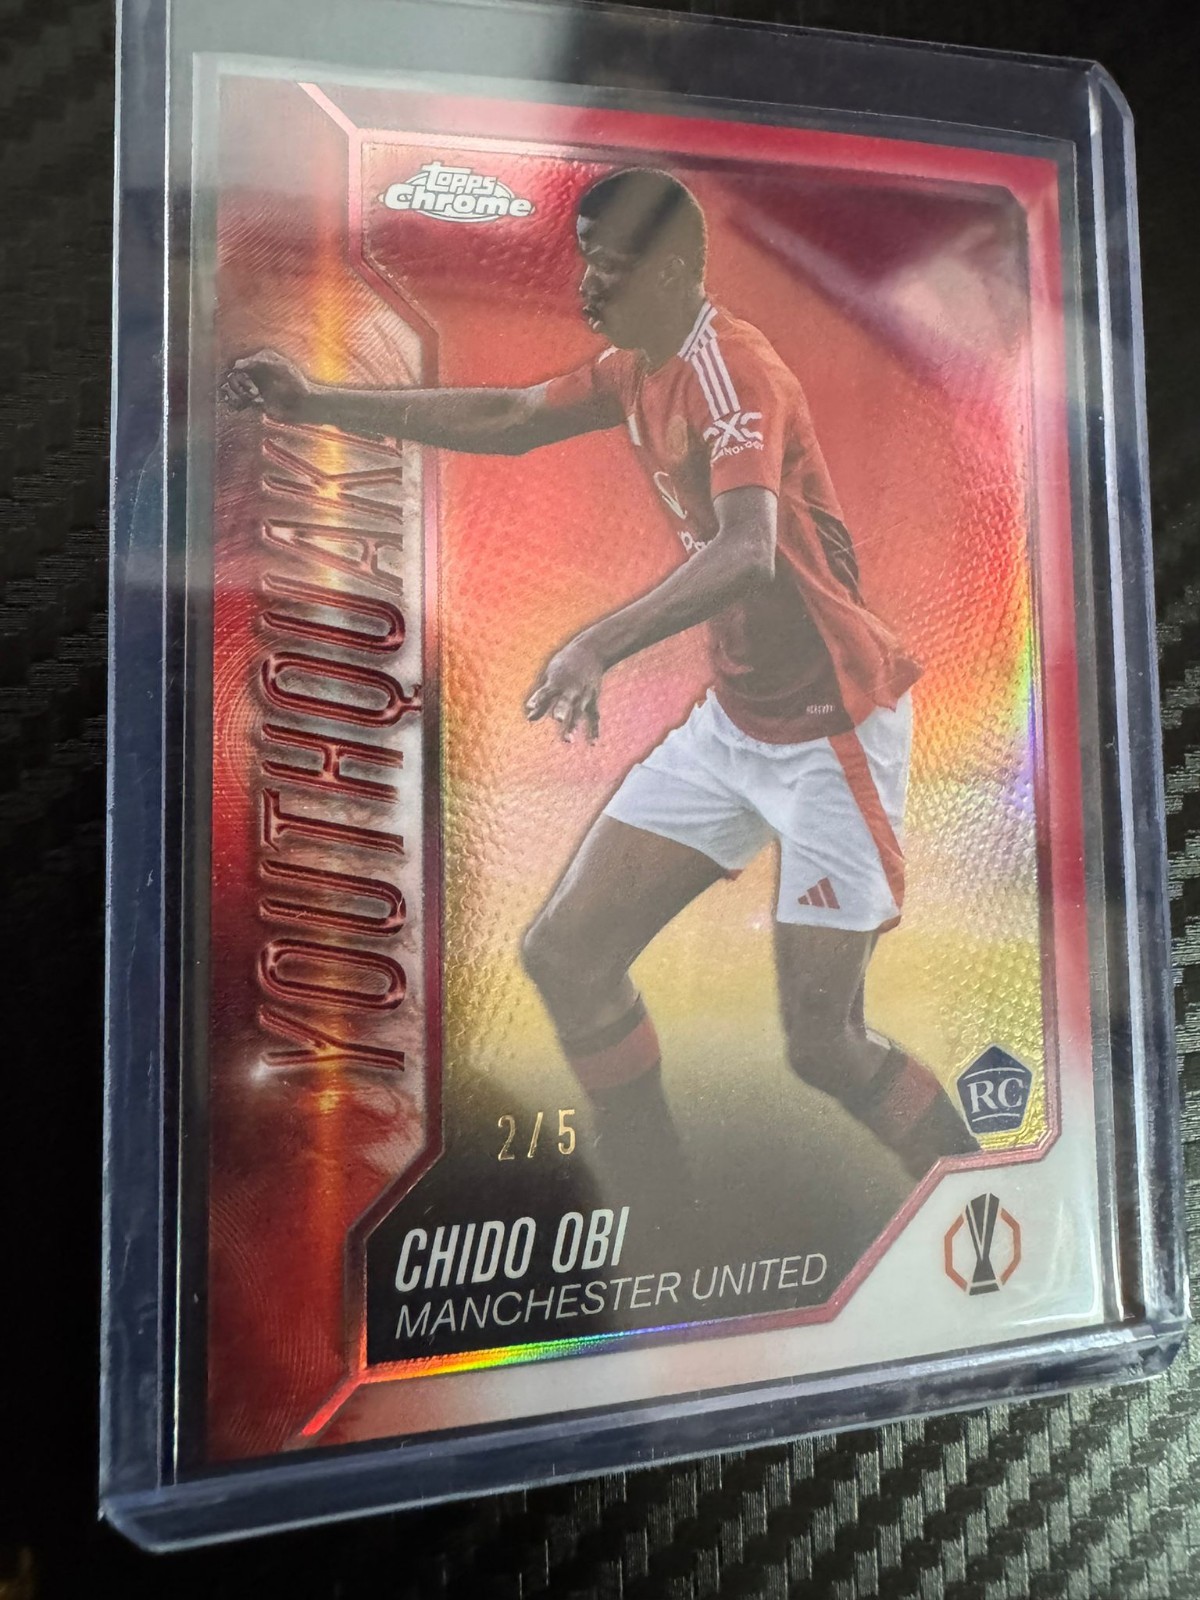 TOPPS
Chrome
YOUTHQUAKE
2/5
RC
CHIDO OBI
MANCHESTER UNITED